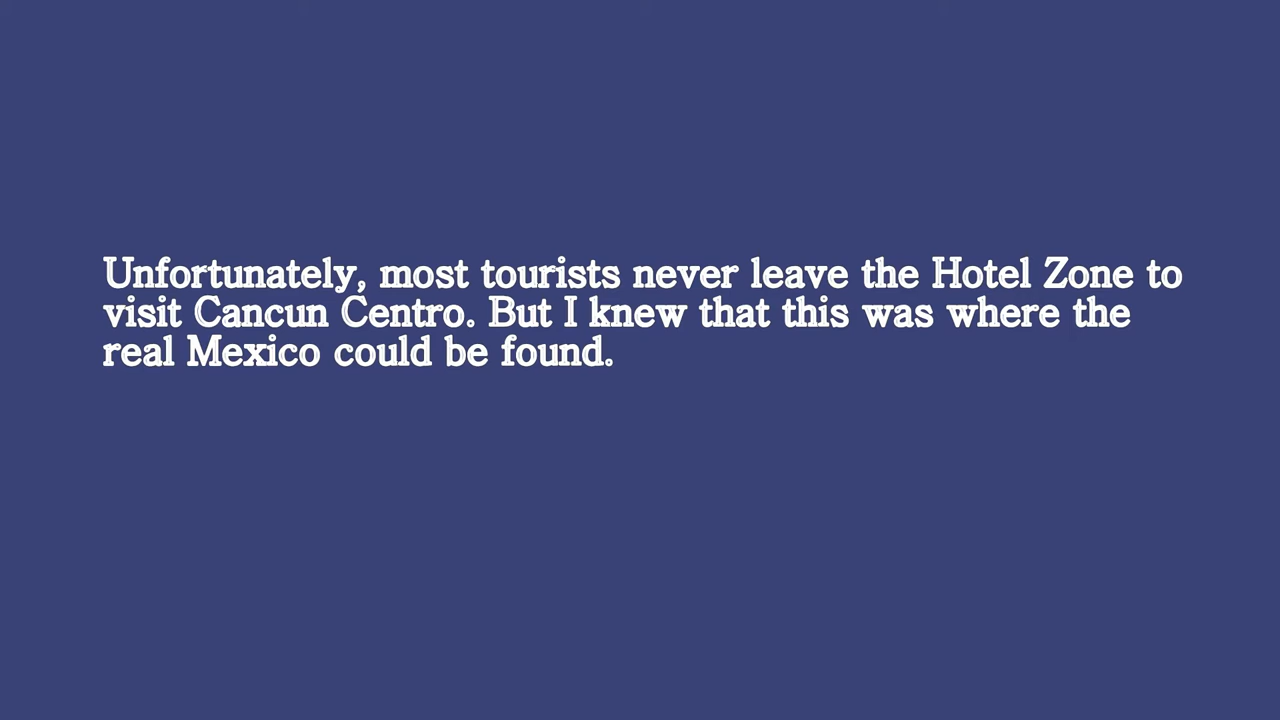 Unfortunately, most tourists never leave the Hotel Zone to
visit Cancun Centro. But I knew that this was where the
real Mexico could be found.